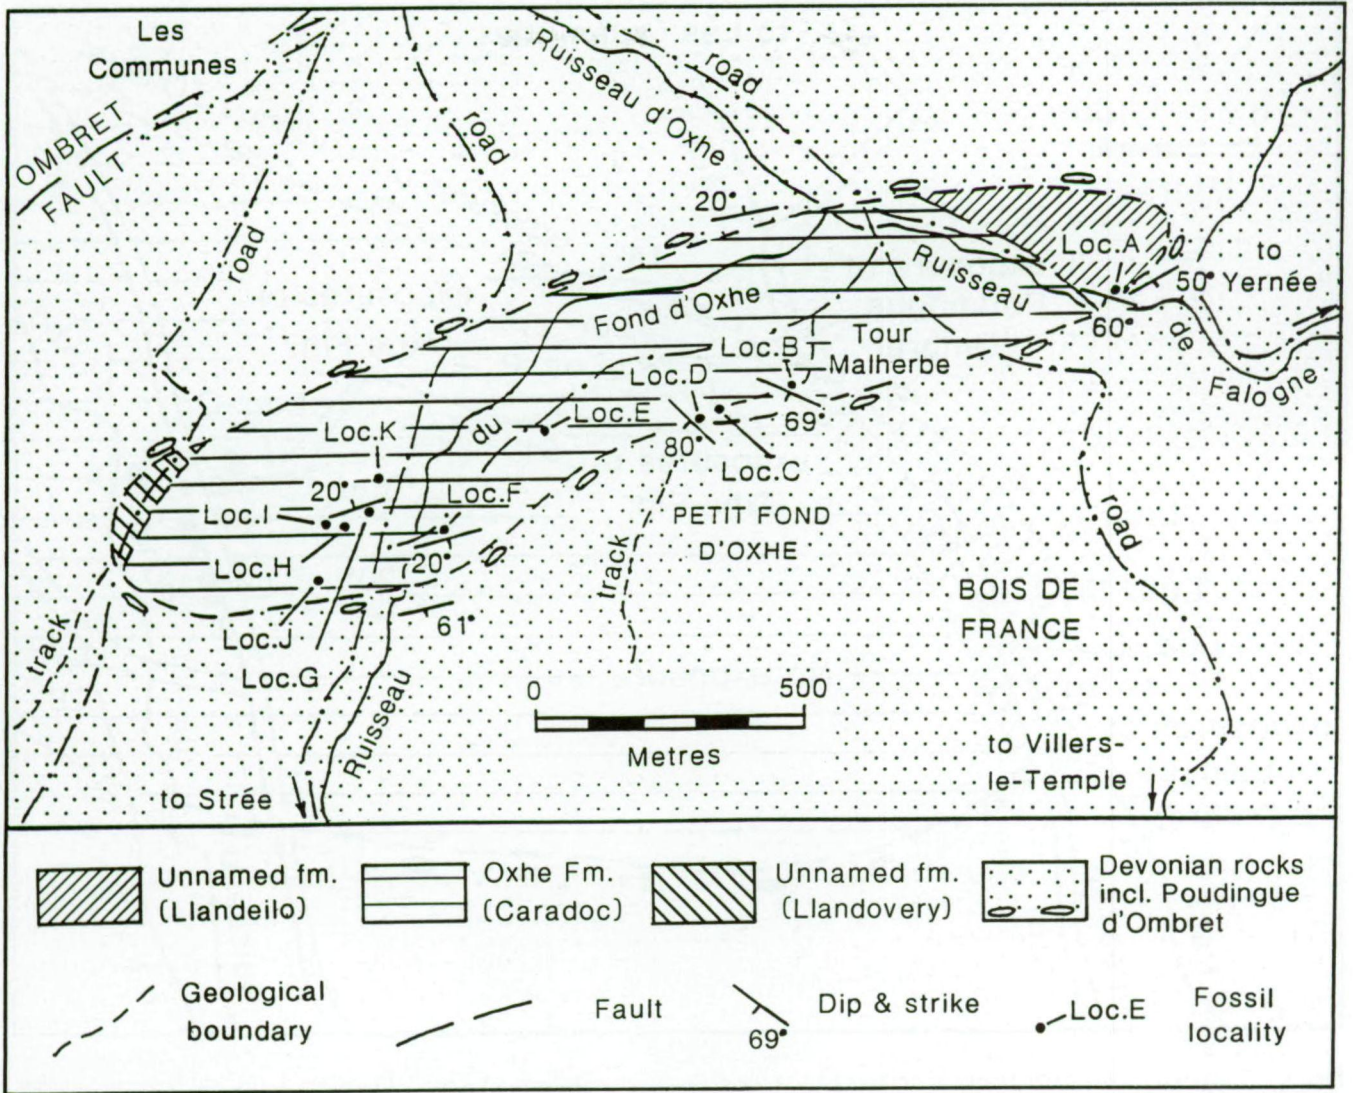 Les
Communes
OMBRET
FAULT
road
road
road
Ruisseau d'Oxhe
20°
Loc.A
to
Yernée
50°
60°
Ruisseau
de
Falogne
Fond d'Oxhe
du
Loc.B
Tour
Malherbe
Loc.D
69°
Loc.E
80°
Loc.C
Loc.K
20°
Loc.F
Loc.I
20°
Loc.H
Loc.J
61°
Loc.G
PETIT FOND
D'OXHE
track
track
road
BOIS DE
FRANCE
Ruisseau
0 500
Metres
to Strée
to Villers-
le-Temple
Unnamed fm.
(Llandeilo)
Oxhe Fm.
(Caradoc)
Unnamed fm.
(Llandovery)
Devonian rocks
incl. Poudingue
d'Ombret
Geological
boundary
Fault
Dip & strike
69°
Loc.E
Fossil
locality